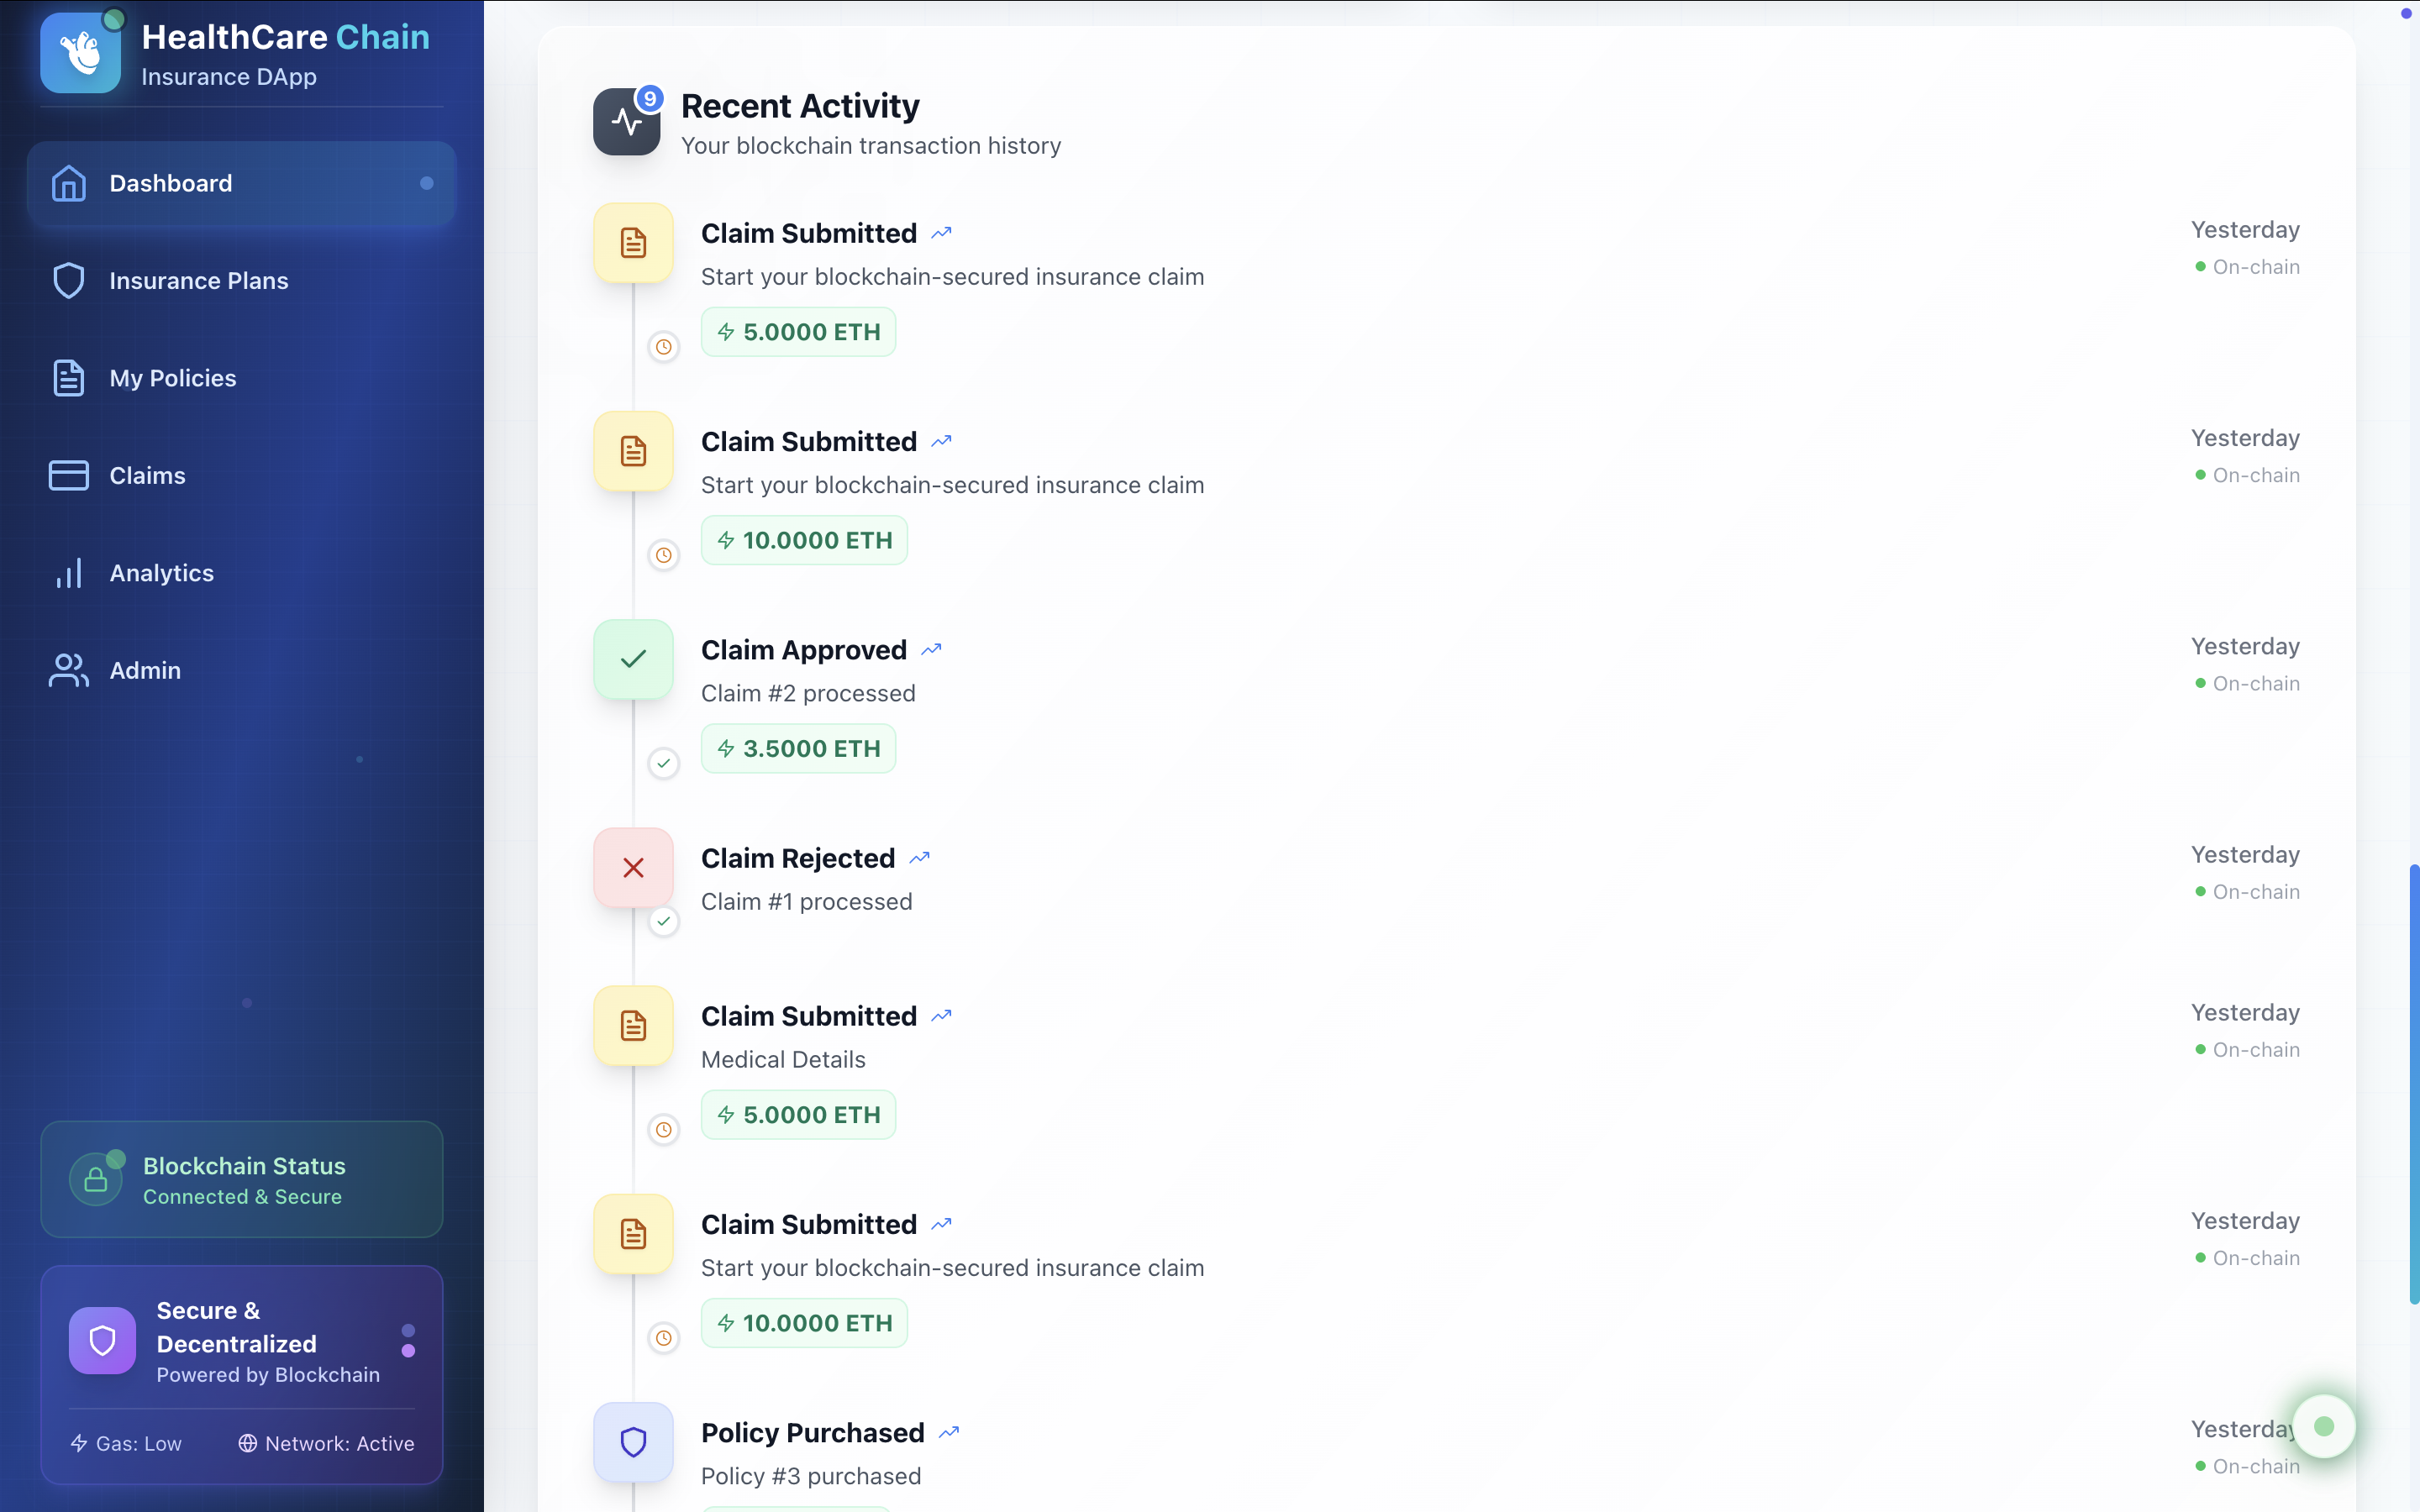 HealthCare Chain
Insurance DApp
Dashboard
Insurance Plans
My Policies
Claims
Analytics
Admin
Blockchain Status
Connected & Secure
Secure &
Decentralized
Powered by Blockchain
Gas: Low
Network: Active
9
Recent Activity
Your blockchain transaction history
Claim Submitted
Yesterday
Start your blockchain-secured insurance claim
On-chain
5.0000 ETH
Claim Submitted
Yesterday
Start your blockchain-secured insurance claim
On-chain
10.0000 ETH
Claim Approved
Yesterday
Claim #2 processed
On-chain
3.5000 ETH
Claim Rejected
Yesterday
Claim #1 processed
On-chain
Claim Submitted
Yesterday
Medical Details
On-chain
5.0000 ETH
Claim Submitted
Yesterday
Start your blockchain-secured insurance claim
On-chain
10.0000 ETH
Policy Purchased
Yesterday
Policy #3 purchased
On-chain